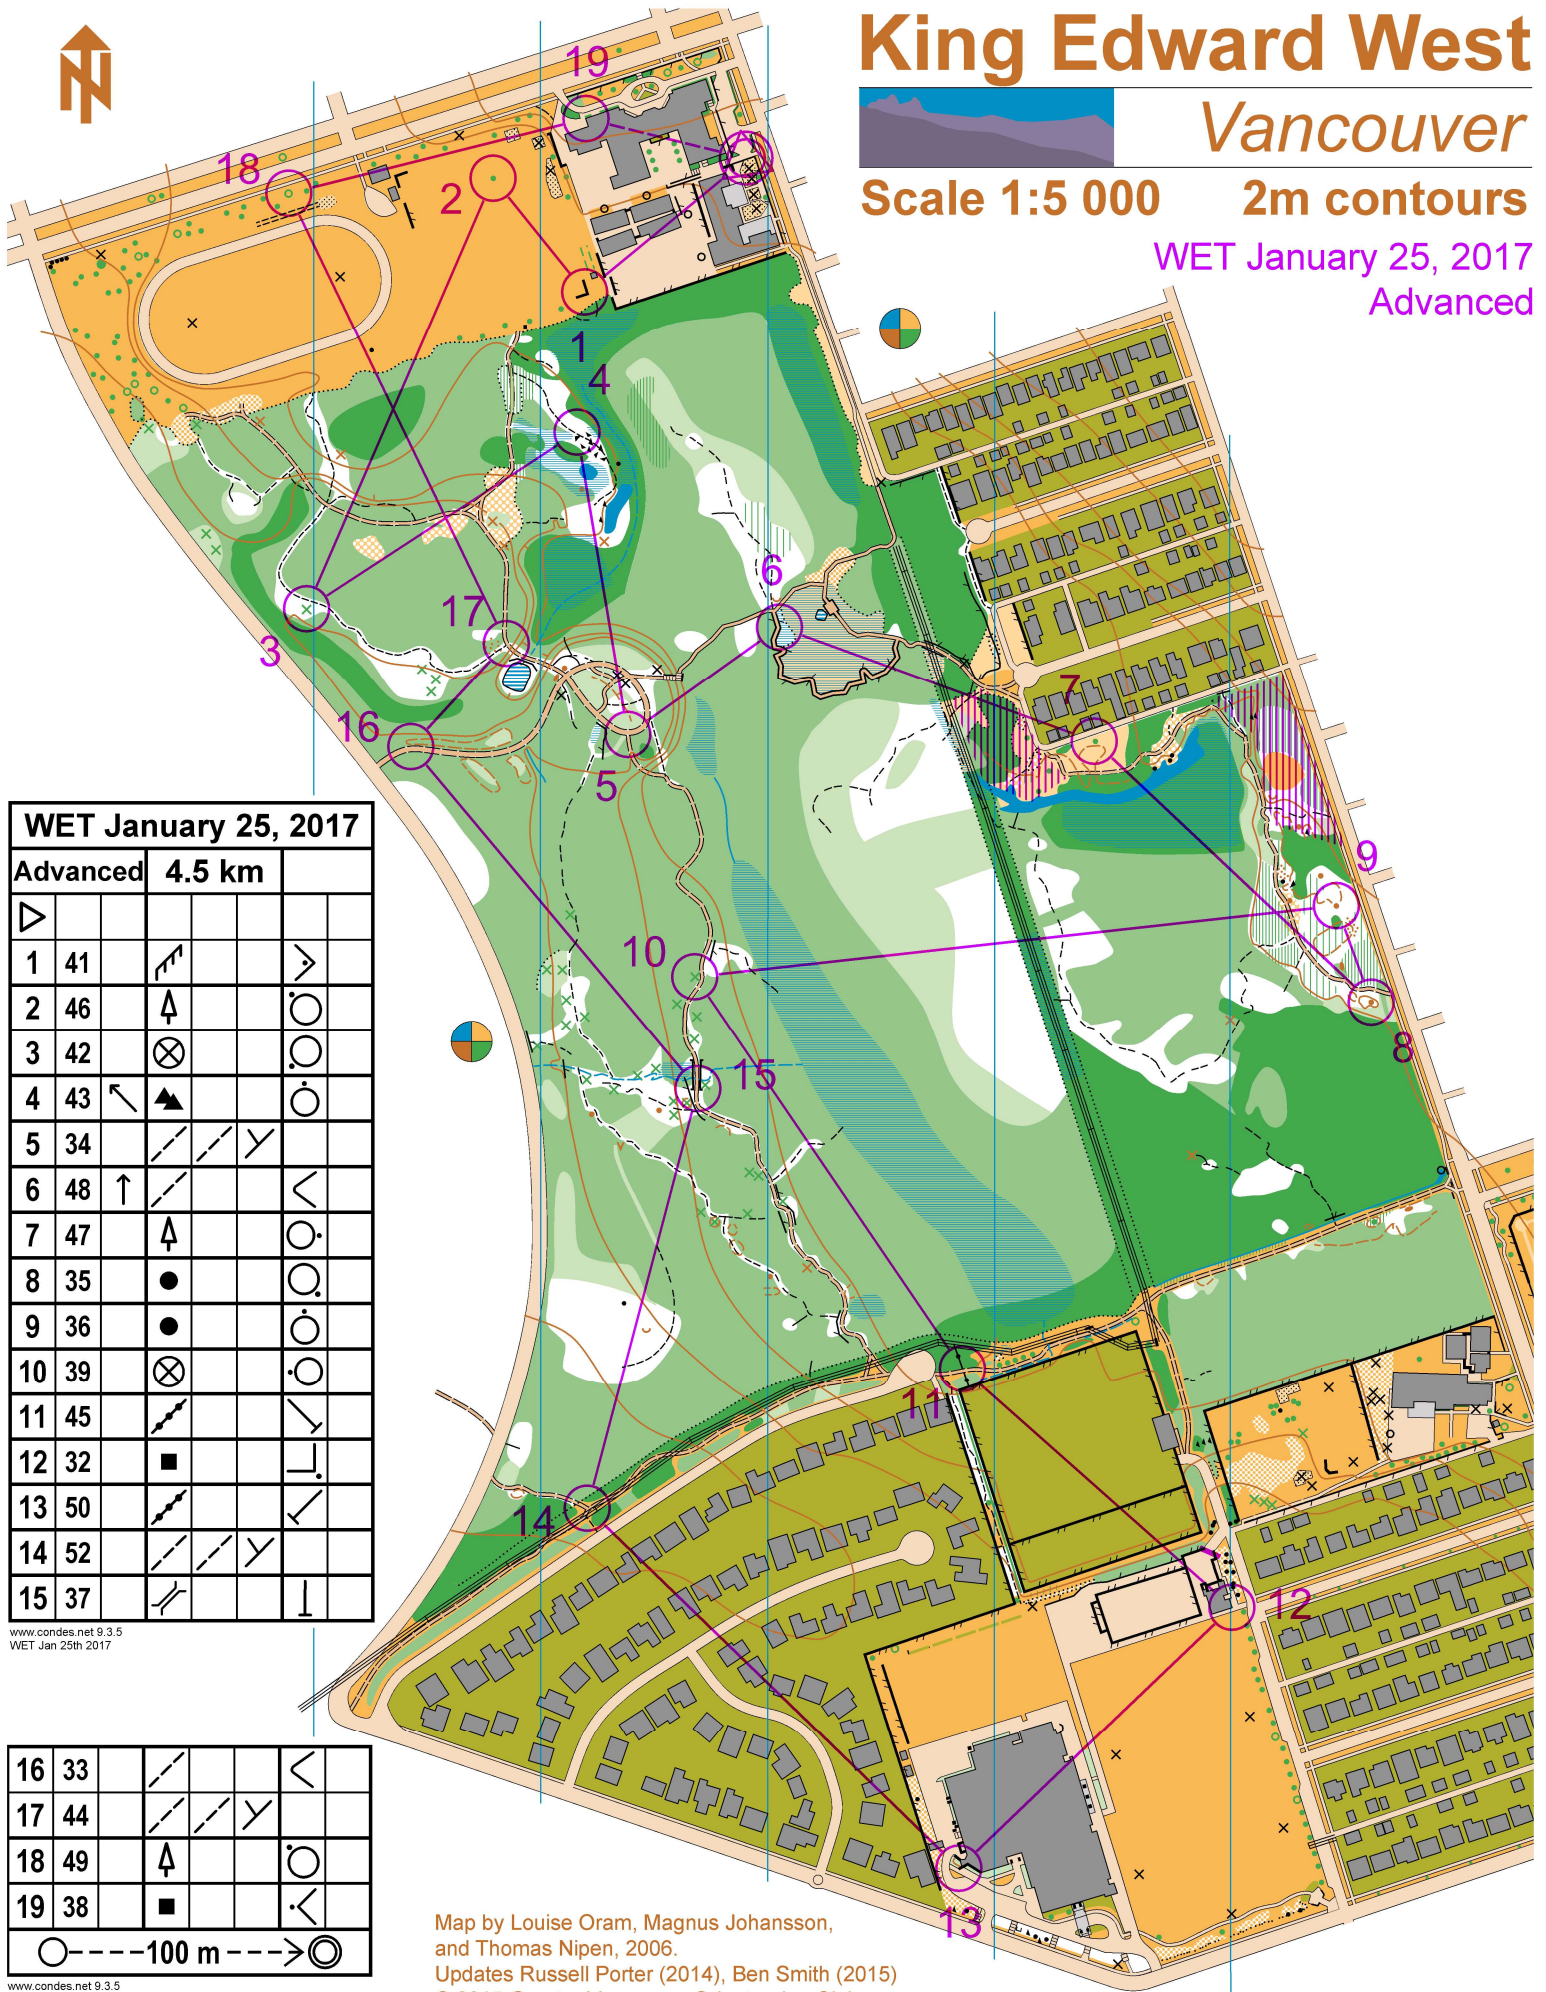 King Edward West
Vancouver
Scale 1:5 000 2m contours
WET January 25, 2017
Advanced
N
19
18
2
1
4
6
17
3
7
16
5
9
10
8
15
11
14
12
13
WET January 25, 2017
Advanced 4.5 km
1 41
2 46
3 42
4 43
5 34
6 48
7 47
8 35
9 36
10 39
11 45
12 32
13 50
14 52
15 37
www.condes.net 9.3.5
WET Jan 25th 2017
16 33
17 44
18 49
19 38
100 m
www.condes.net 9.3.5
Map by Louise Oram, Magnus Johansson,
and Thomas Nipen, 2006.
Updates Russell Porter (2014), Ben Smith (2015)